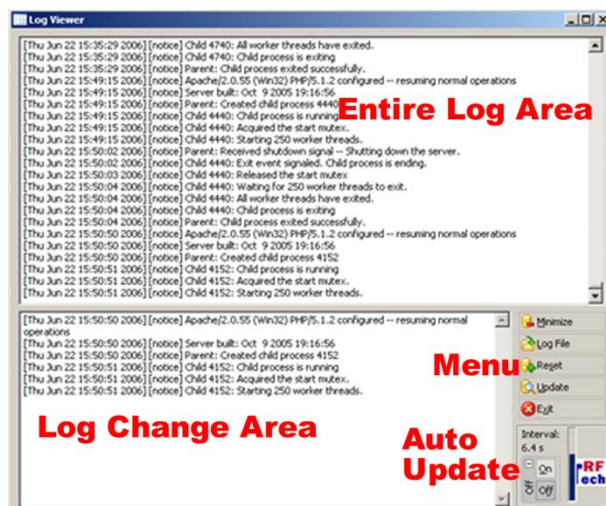 Log Viewer
[Thu Jun 22 15:35:29 2006] [notice] Child 4740: All worker threads have exited.
[Thu Jun 22 15:35:29 2006] [notice] Child 4740: Child process is exiting
[Thu Jun 22 15:35:29 2006] [notice] Parent: Child process exited successfully.
[Thu Jun 22 15:49:15 2006] [notice] Apache/2.0.55 (Win32) PHP/5.1.2 configured -- resuming normal operations
[Thu Jun 22 15:49:15 2006] [notice] Server built: Oct  9 2005 19:16:56
[Thu Jun 22 15:49:15 2006] [notice] Parent: Created child process 4440
[Thu Jun 22 15:49:15 2006] [notice] Child 4440: Child process is running
[Thu Jun 22 15:49:15 2006] [notice] Child 4440: Acquired the start mutex.
[Thu Jun 22 15:49:15 2006] [notice] Child 4440: Starting 250 worker threads.
Entire Log Area
[Thu Jun 22 15:50:02 2006] [notice] Parent: Received shutdown signal -- Shutting down the server.
[Thu Jun 22 15:50:02 2006] [notice] Child 4440: Exit event signaled. Child process is ending.
[Thu Jun 22 15:50:03 2006] [notice] Child 4440: Released the start mutex
[Thu Jun 22 15:50:04 2006] [notice] Child 4440: Waiting for 250 worker threads to exit.
[Thu Jun 22 15:50:04 2006] [notice] Child 4440: All worker threads have exited.
[Thu Jun 22 15:50:04 2006] [notice] Child 4440: Child process is exiting
[Thu Jun 22 15:50:04 2006] [notice] Parent: Child process exited successfully.
[Thu Jun 22 15:50:50 2006] [notice] Apache/2.0.55 (Win32) PHP/5.1.2 configured -- resuming normal operations
[Thu Jun 22 15:50:50 2006] [notice] Server built: Oct  9 2005 19:16:56
[Thu Jun 22 15:50:50 2006] [notice] Parent: Created child process 4152
[Thu Jun 22 15:50:51 2006] [notice] Child 4152: Child process is running
[Thu Jun 22 15:50:51 2006] [notice] Child 4152: Acquired the start mutex.
[Thu Jun 22 15:50:51 2006] [notice] Child 4152: Starting 250 worker threads.
[Thu Jun 22 15:50:50 2006] [notice] Apache/2.0.55 (Win32) PHP/5.1.2 configured -- resuming normal
operations
[Thu Jun 22 15:50:50 2006] [notice] Server built: Oct  9 2005 19:16:56
[Thu Jun 22 15:50:50 2006] [notice] Parent: Created child process 4152
[Thu Jun 22 15:50:51 2006] [notice] Child 4152: Child process is running
[Thu Jun 22 15:50:51 2006] [notice] Child 4152: Acquired the start mutex.
[Thu Jun 22 15:50:51 2006] [notice] Child 4152: Starting 250 worker threads.
Log Change Area
Minimize
Log File
Menu
Reset
Update
Exit
Auto
Update
Interval:
6.4 s
On
Off
Off
RF
ech